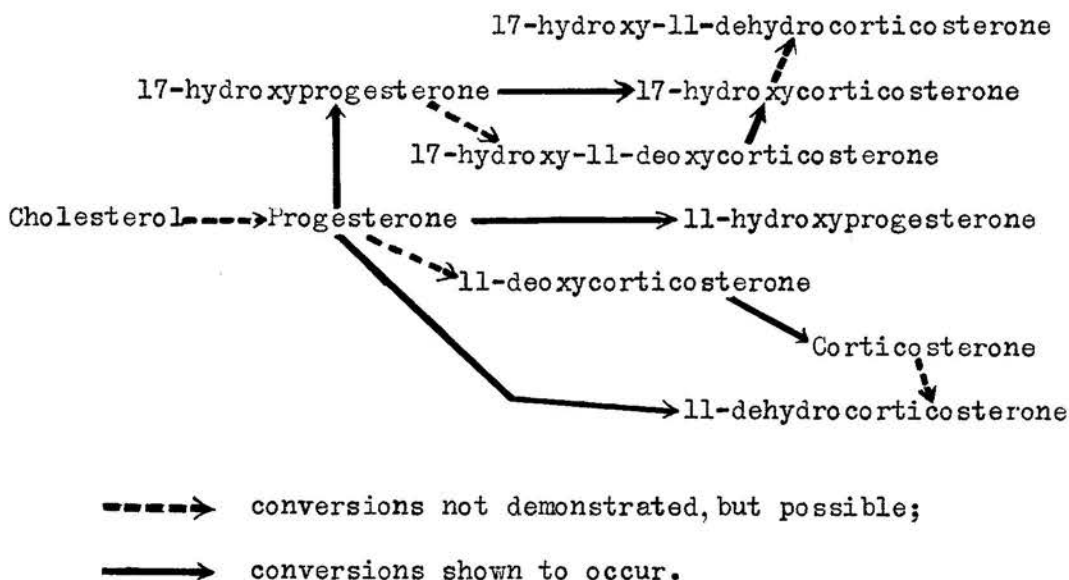 17-hydroxy-11-dehydrocorticosterone
17-hydroxyprogesterone
17-hydroxycorticosterone
17-hydroxy-11-deoxycorticosterone
Cholesterol
Progesterone
11-hydroxyprogesterone
11-deoxycorticosterone
Corticosterone
11-dehydrocorticosterone
conversions not demonstrated, but possible;
conversions shown to occur.